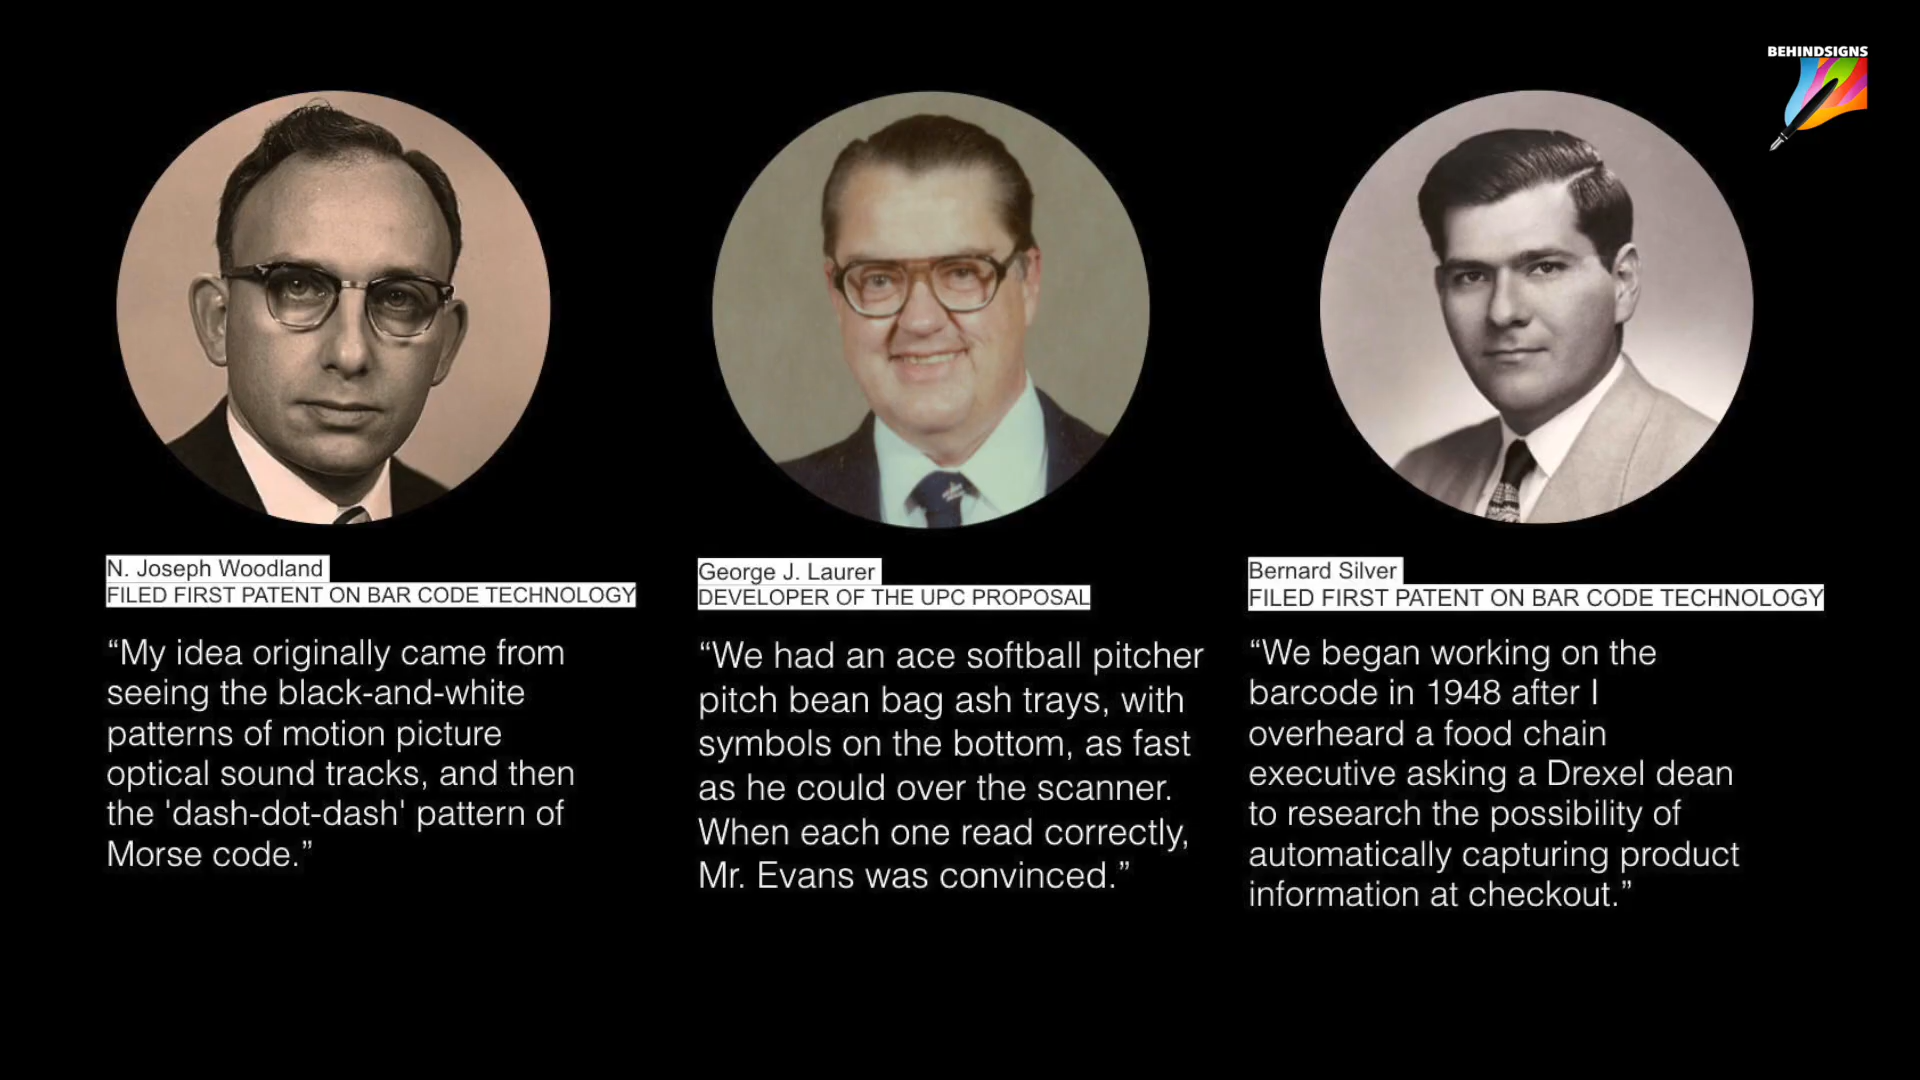 BEHINDSIGNS
N. Joseph Woodland
FILED FIRST PATENT ON BAR CODE TECHNOLOGY
“My idea originally came from
seeing the black-and-white
patterns of motion picture
optical sound tracks, and then
the 'dash-dot-dash' pattern of
Morse code.”
George J. Laurer
DEVELOPER OF THE UPC PROPOSAL
“We had an ace softball pitcher
pitch bean bag ash trays, with
symbols on the bottom, as fast
as he could over the scanner.
When each one read correctly,
Mr. Evans was convinced.”
Bernard Silver
FILED FIRST PATENT ON BAR CODE TECHNOLOGY
“We began working on the
barcode in 1948 after I
overheard a food chain
executive asking a Drexel dean
to research the possibility of
automatically capturing product
information at checkout.”